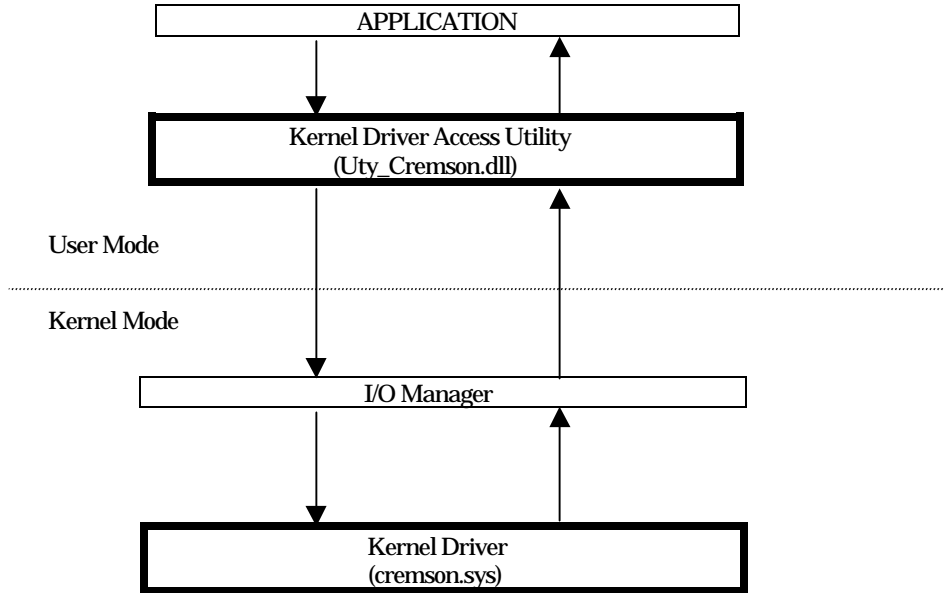 APPLICATION
Kernel Driver Access Utility
(Uty_Cremson.dll)
User Mode
Kernel Mode
I/O Manager
Kernel Driver
(cremson.sys)